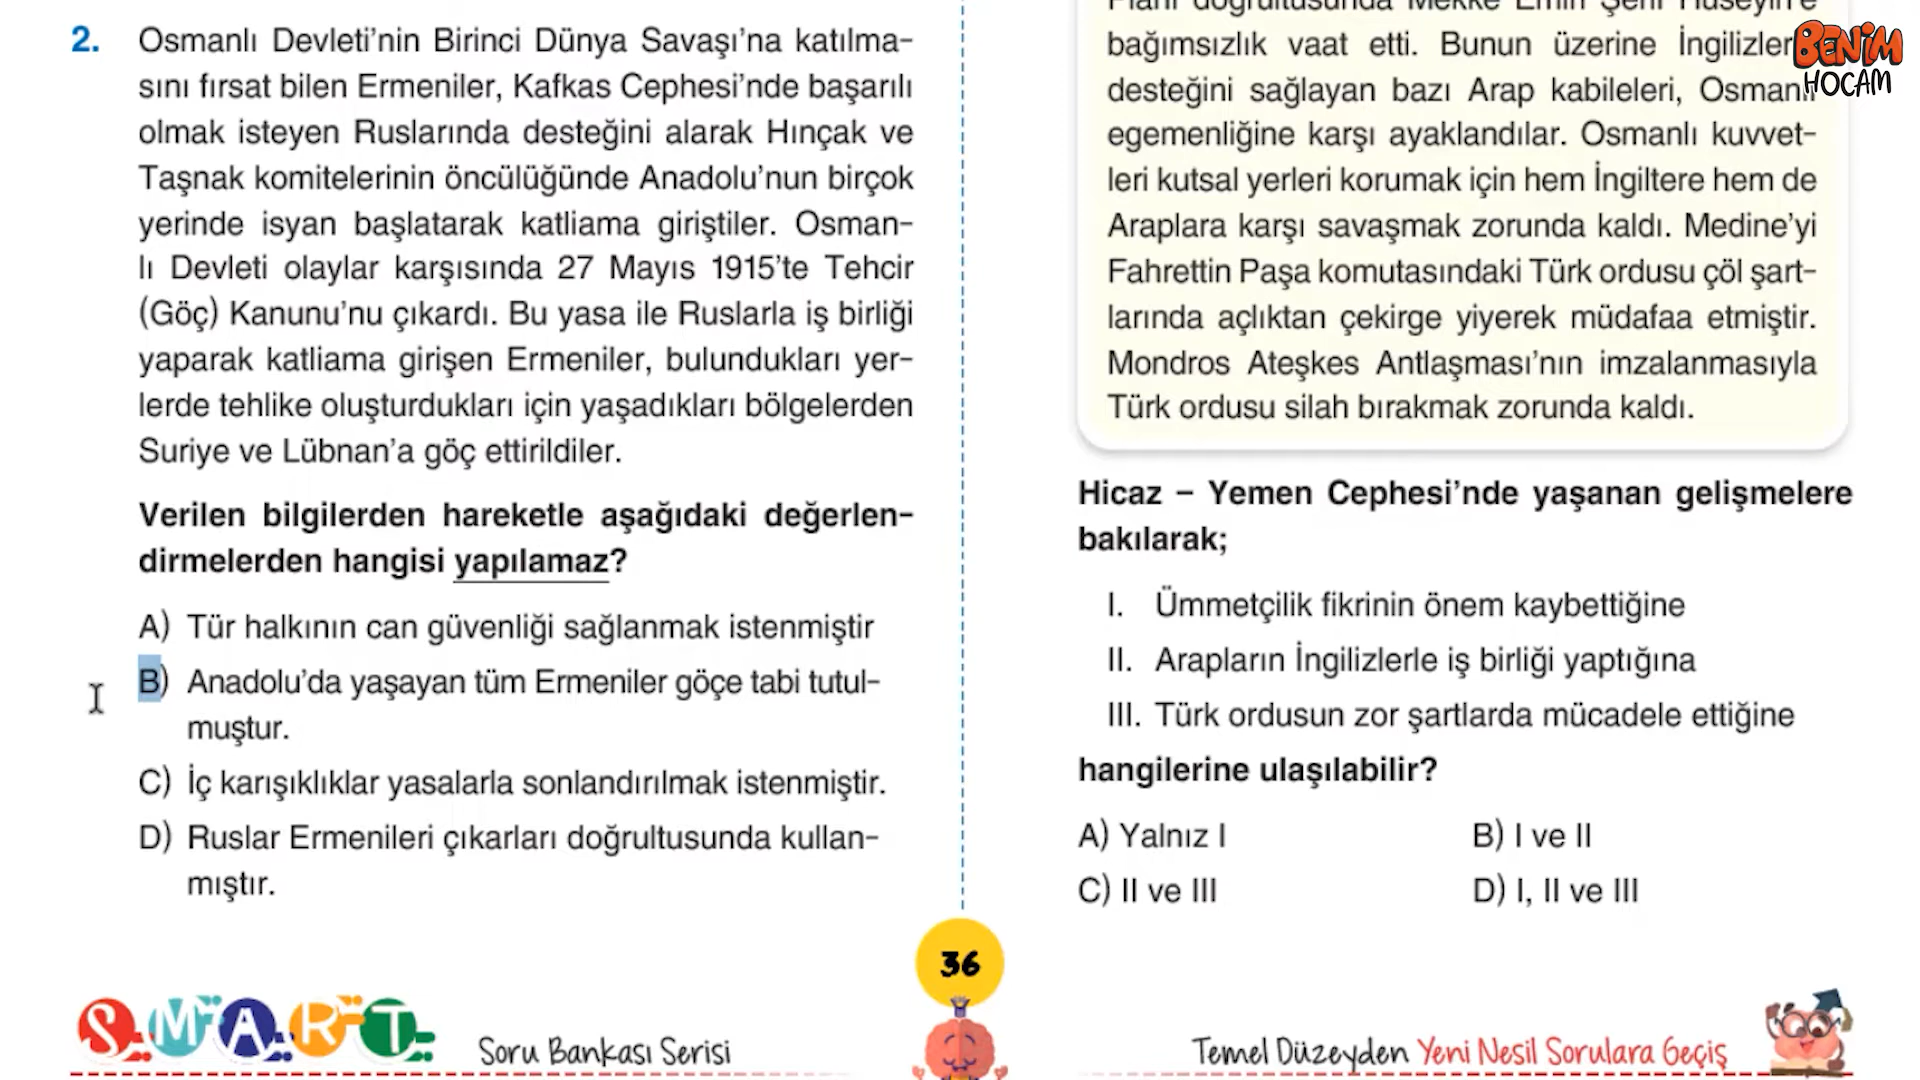 2. Osmanlı Devleti'nin Birinci Dünya Savaşı'na katılma-
sını fırsat bilen Ermeniler, Kafkas Cephesi'nde başarılı
olmak isteyen Ruslarında desteğini alarak Hınçak ve
Taşnak komitelerinin öncülüğünde Anadolu'nun birçok
yerinde isyan başlatarak katliama giriştiler. Osman-
lı Devleti olaylar karşısında 27 Mayıs 1915'te Tehcir
(Göç) Kanunu'nu çıkardı. Bu yasa ile Ruslarla iş birliği
yaparak katliama girişen Ermeniler, bulundukları yer-
lerde tehlike oluşturdukları için yaşadıkları bölgelerden
Suriye ve Lübnan'a göç ettirildiler.
Verilen bilgilerden hareketle aşağıdaki değerlen-
dirmelerden hangisi yapılamaz?
A) Tür halkının can güvenliği sağlanmak istenmiştir
B) Anadolu'da yaşayan tüm Ermeniler göçe tabi tutul-
muştur.
C) İç karışıklıklar yasalarla sonlandırılmak istenmiştir.
D) Ruslar Ermenileri çıkarları doğrultusunda kullan-
mıştır.
Planı doğrultusunda Mekke Emiri Şerif Hüseyin'e
bağımsızlık vaat etti. Bunun üzerine İngilizler
desteğini sağlayan bazı Arap kabileleri, Osmanlı
egemenliğine karşı ayaklandılar. Osmanlı kuvvet-
leri kutsal yerleri korumak için hem İngiltere hem de
Araplara karşı savaşmak zorunda kaldı. Medine'yi
Fahrettin Paşa komutasındaki Türk ordusu çöl şart-
larında açlıktan çekirge yiyerek müdafaa etmiştir.
Mondros Ateşkes Antlaşması'nın imzalanmasıyla
Türk ordusu silah bırakmak zorunda kaldı.
Hicaz - Yemen Cephesi'nde yaşanan gelişmelere
bakılarak;
I. Ümmetçilik fikrinin önem kaybettiğine
II. Arapların İngilizlerle iş birliği yaptığına
III. Türk ordusun zor şartlarda mücadele ettiğine
hangilerine ulaşılabilir?
A) Yalnız I
B) I ve II
C) II ve III
D) I, II ve III
BENİM
HOCAM
36
SMART
Soru Bankası Serisi
Temel Düzeyden Yeni Nesil Sorulara Geçiş